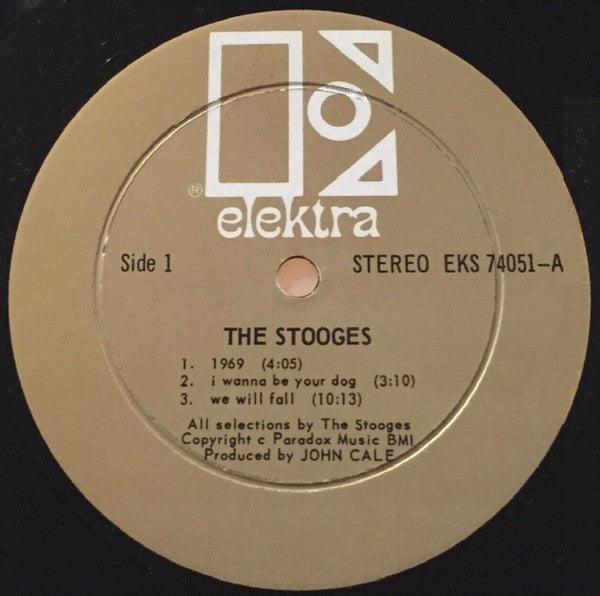 ®
elektra
Side 1 STEREO EKS 74051-A
THE STOOGES
1. 1969 (4:05)
2. i wanna be your dog (3:10)
3. we will fall (10:13)
All selections by The Stooges
Copyright c Paradox Music BMI
Produced by JOHN CALE